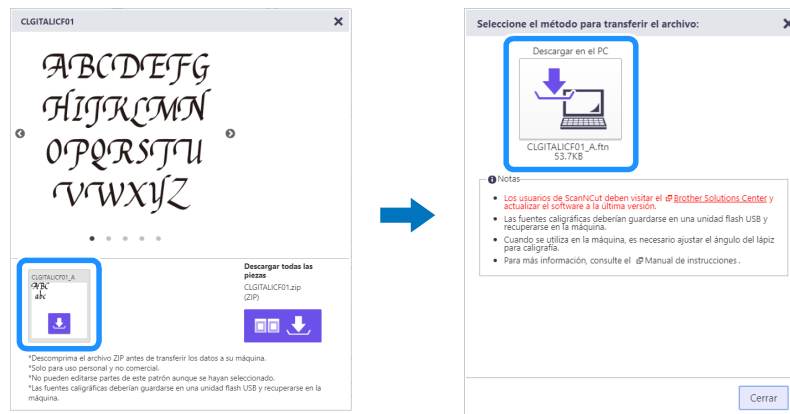 CLGITALICF01
ABCDEFG
HIJKLMN
OPQRSTU
VWXYZ
CLGITALICF01_A
ABC
abc
Descargar todas las
piezas
CLGITALICF01.zip
(ZIP)
*Descomprima el archivo ZIP antes de transferir los datos a su máquina.
*Solo para uso personal y no comercial.
*No pueden editarse partes de este patrón aunque se hayan seleccionado.
*Las fuentes caligráficas deberían guardarse en una unidad flash USB y recuperarse en la
máquina.
Seleccione el método para transferir el archivo:
Descargar en el PC
CLGITALICF01_A.ftn
53.7KB
Notas
Los usuarios de ScanNCut deben visitar el Brother Solutions Center y
actualizar el software a la última versión.
Las fuentes caligráficas deberían guardarse en una unidad flash USB y
recuperarse en la máquina.
Cuando se utiliza en la máquina, es necesario ajustar el ángulo del lápiz
para caligrafía.
Para más información, consulte el Manual de instrucciones .
Cerrar